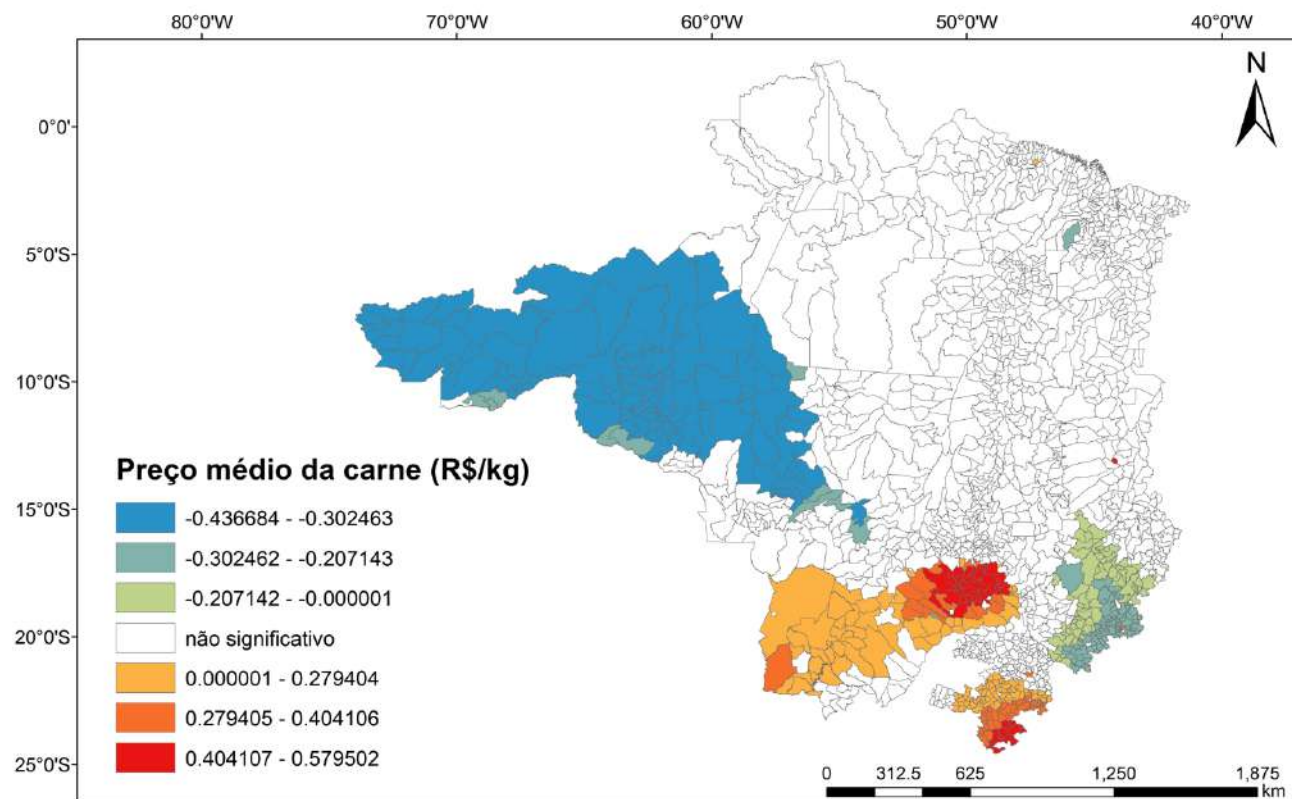 80°0'W 70°0'W 60°0'W 50°0'W 40°0'W
N
0°0'
5°0'S
10°0'S
15°0'S
20°0'S
25°0'S
Preço médio da carne (R$/kg)
-0.436684 - -0.302463
-0.302462 - -0.207143
-0.207142 - -0.000001
não significativo
0.000001 - 0.279404
0.279405 - 0.404106
0.404107 - 0.579502
0 312.5 625 1,250 1,875
km